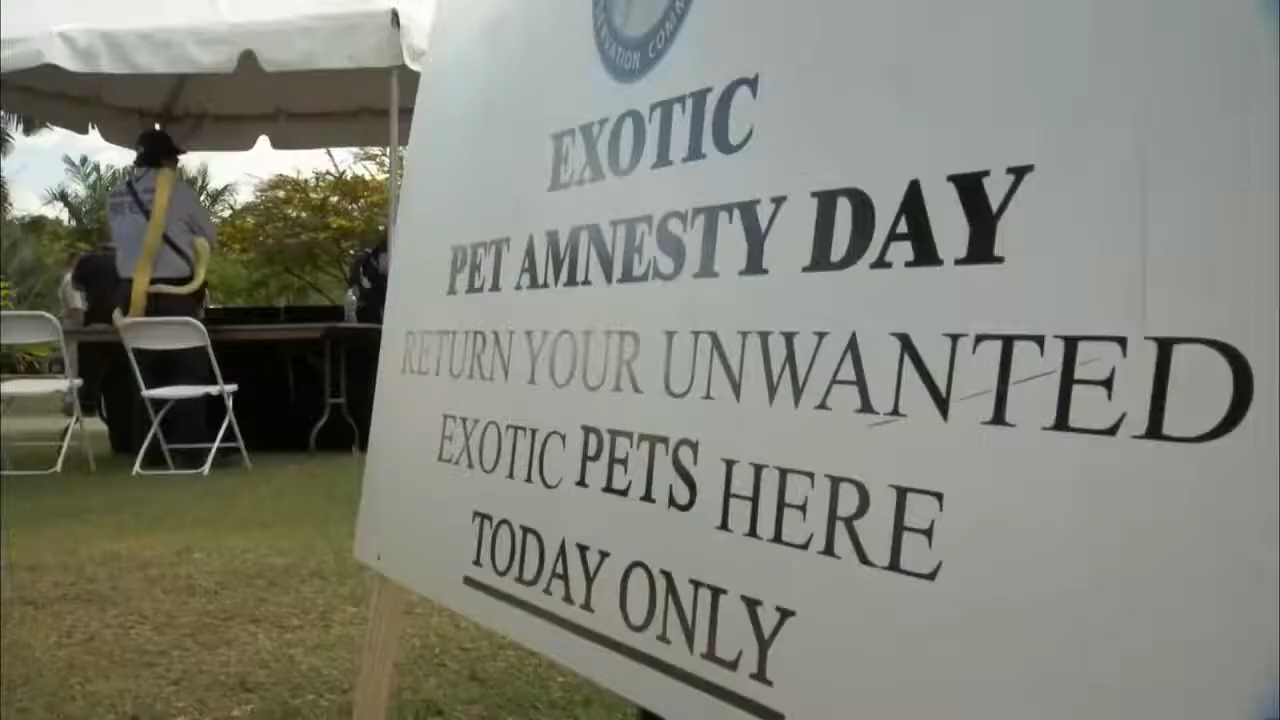 EXOTIC
PET AMNESTY DAY
RETURN YOUR UNWANTED
EXOTIC PETS HERE
TODAY ONLY